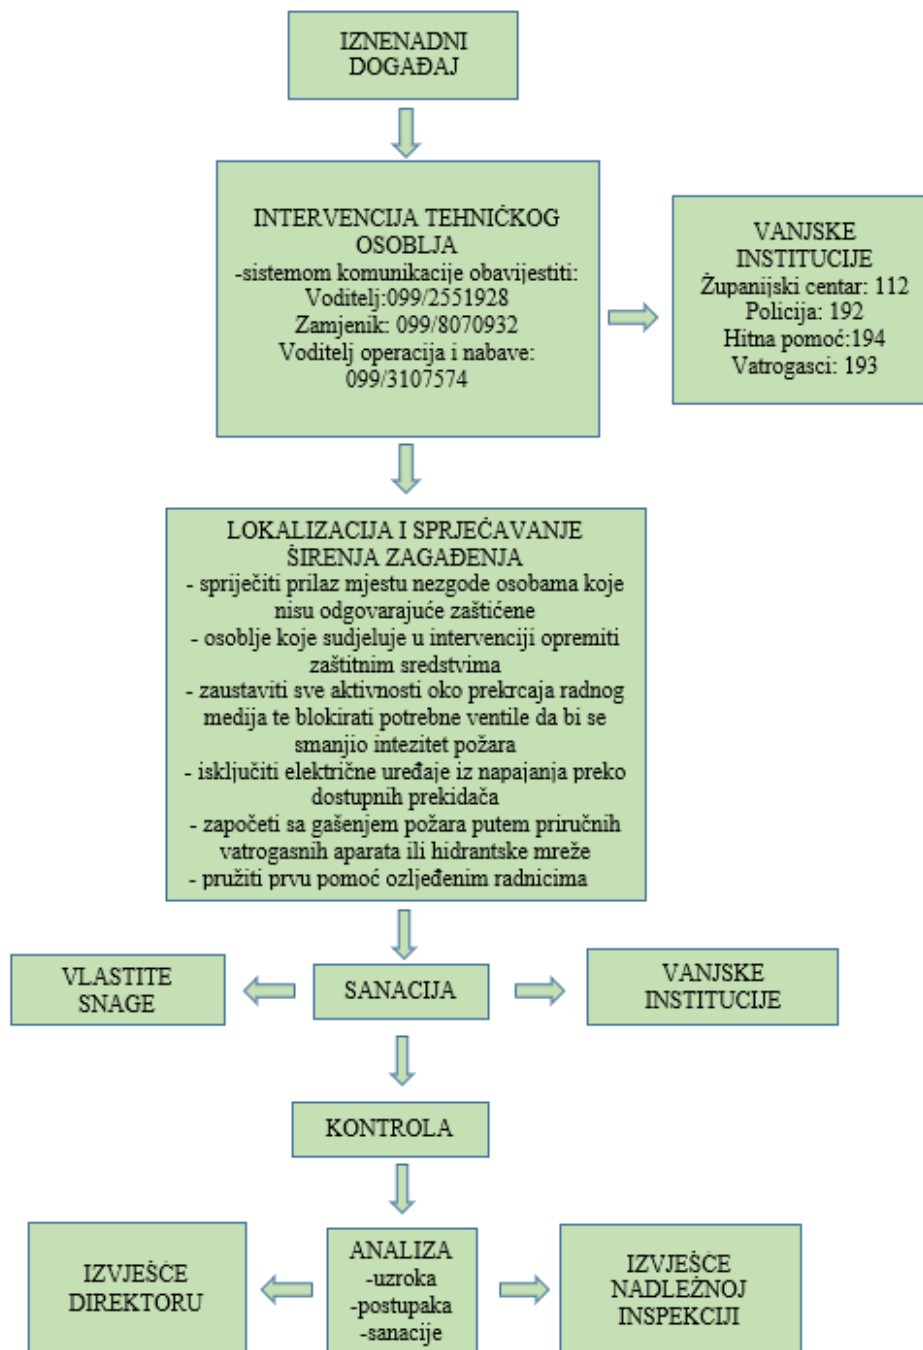 IZNENADNI
DOGAĐAJ
INTERVENCIJA TEHNIČKOG
OSOBLJA
-sistemom komunikacije obavijestiti:
Voditelj:099/2551928
Zamjenik: 099/8070932
Voditelj operacija i nabave:
099/3107574
VANJSKE
INSTITUCIJE
Županijski centar: 112
Policija: 192
Hitna pomoć:194
Vatrogasci: 193
LOKALIZACIJA I SPRJEČAVANJE
ŠIRENJA ZAGAĐENJA
- spriječiti prilaz mjestu nezgode osobama koje
nisu odgovarajuće zaštićene
- osoblje koje sudjeluje u intervenciji opremiti
zaštitnim sredstvima
- zaustaviti sve aktivnosti oko prekrcaja radnog
medija te blokirati potrebne ventile da bi se
smanjio intezitet požara
- isključiti električne uređaje iz napajanja preko
dostupnih prekidača
- započeti sa gašenjem požara putem priručnih
vatrogasnih aparata ili hidrantske mreže
- pružiti prvu pomoć ozljeđenim radnicima
VLASTITE
SNAGE
SANACIJA
VANJSKE
INSTITUCIJE
KONTROLA
IZVJEŠĆE
DIREKTORU
ANALIZA
-uzroka
-postupaka
-sanacije
IZVJEŠĆE
NADLEŽNOJ
INSPEKCIJI